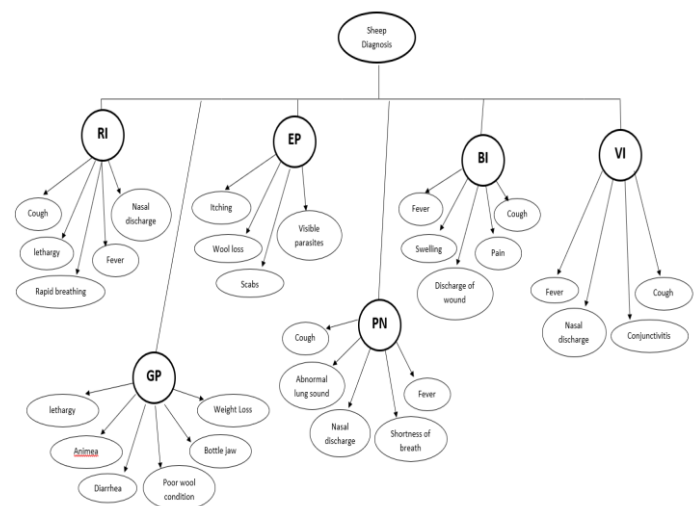 Sheep
Diagnosis
RI
Cough
lethargy
Rapid breathing
Fever
Nasal
discharge
EP
Itching
Wool loss
Scabs
Visible
parasites
BI
Fever
Swelling
Discharge of
wound
Pain
Cough
VI
Fever
Nasal
discharge
Conjunctivitis
Cough
GP
lethargy
Animea
Diarrhea
Poor wool
condition
Bottle jaw
Weight Loss
PN
Cough
Abnormal
lung sound
Nasal
discharge
Shortness of
breath
Fever